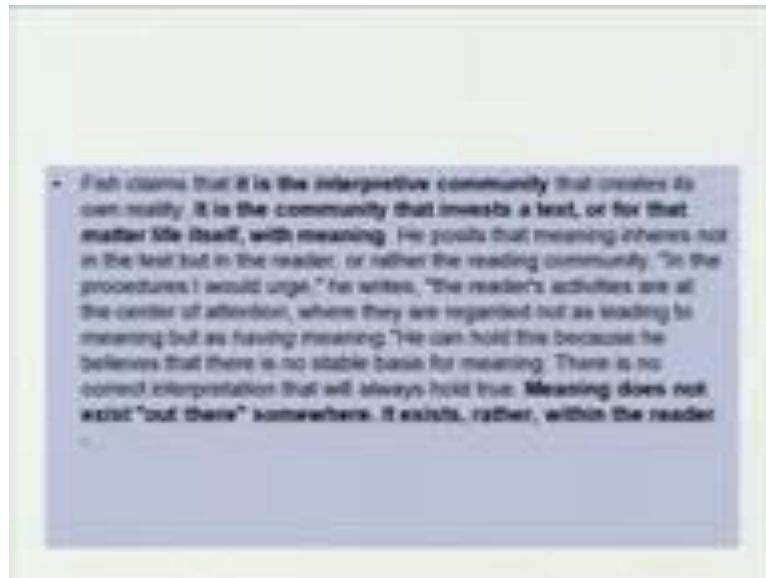 • Fish claims that it is the interpretive community that creates its
own reality. It is the community that invests a text, or for that
matter life itself, with meaning. He posits that meaning inheres not
in the text but in the reader, or rather the reading community. "In the
procedures I would urge," he writes, "the reader's activities are at
the center of attention, where they are regarded not as leading to
meaning but as having meaning."He can hold this because he
believes that there is no stable basis for meaning. There is no
correct interpretation that will always hold true. Meaning does not
exist "out there" somewhere. It exists, rather, within the reader